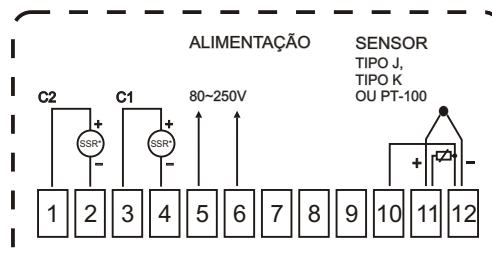 ALIMENTAÇÃO
SENSOR
TIPO J,
TIPO K
OU PT-100
C2
C1
80~250V
+
SSR*
−
+
SSR*
−
+
−
1 2 3 4 5 6 7 8 9 10 11 12